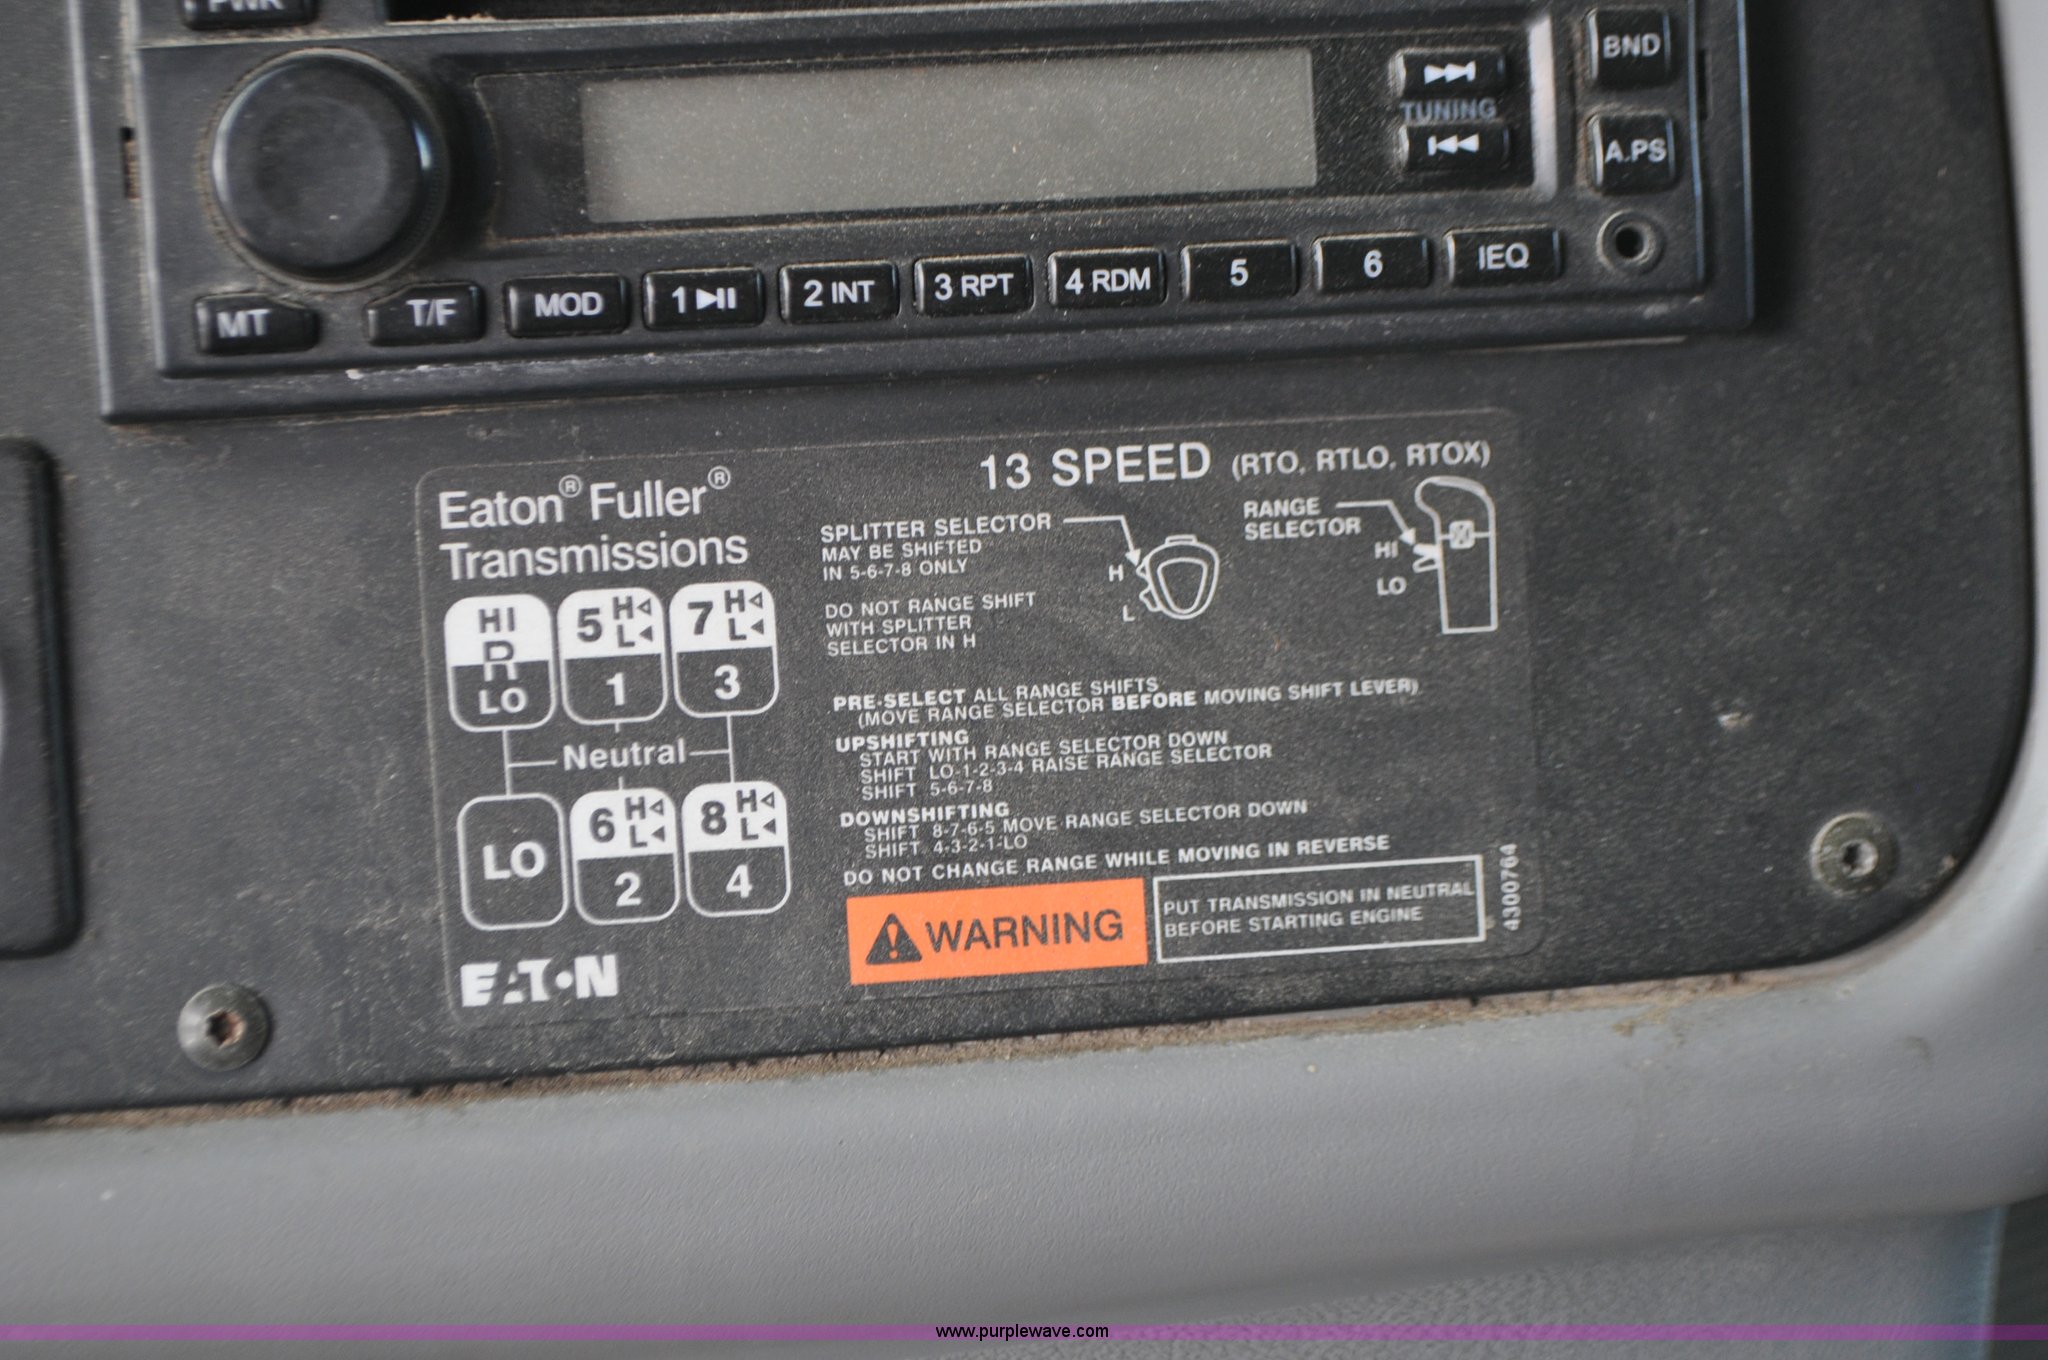 PWR
BND
TUNING
A.PS
MT
T/F
MOD
1
2 INT
3 RPT
4 RDM
5
6
IEQ
13 SPEED (RTO, RTLO, RTOX)
Eaton® Fuller®
Transmissions
HI
R
LO
5 H L
1
7 H L
3
Neutral
LO
6 H L
2
8 H L
4
EATON
SPLITTER SELECTOR
MAY BE SHIFTED
IN 5-6-7-8 ONLY
H
L
RANGE
SELECTOR
HI
LO
DO NOT RANGE SHIFT
WITH SPLITTER
SELECTOR IN H
PRE-SELECT ALL RANGE SHIFTS
(MOVE RANGE SELECTOR BEFORE MOVING SHIFT LEVER)
UPSHIFTING
START WITH RANGE SELECTOR DOWN
SHIFT LO-1-2-3-4 RAISE RANGE SELECTOR
SHIFT 5-6-7-8
DOWNSHIFTING
SHIFT 8-7-6-5 MOVE RANGE SELECTOR DOWN
SHIFT 4-3-2-1-LO
DO NOT CHANGE RANGE WHILE MOVING IN REVERSE
WARNING
PUT TRANSMISSION IN NEUTRAL
BEFORE STARTING ENGINE
4300764
www.purplewave.com